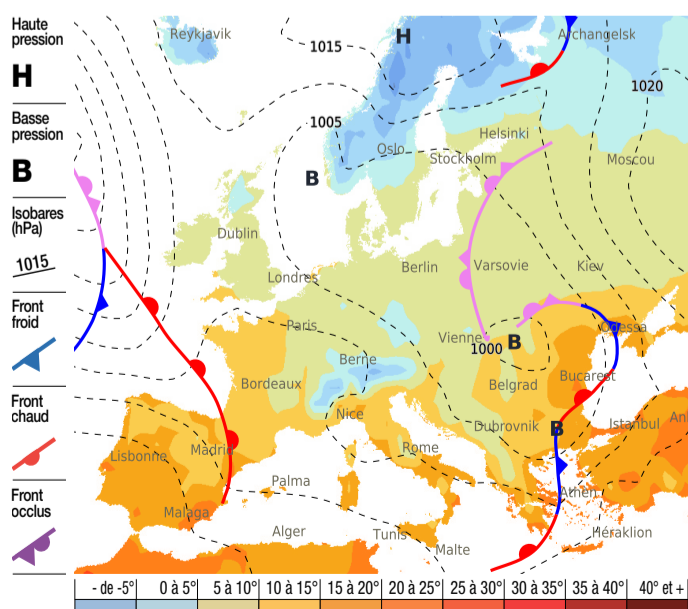 Haute
pression
H
Basse
pression
B
Isobares
(hPa)
1015
Front
froid
Front
chaud
Front
occlus
Reykjavik
H
Archangelsk
1015
1020
1005
Helsinki
Oslo
Stockholm
Moscou
B
Dublin
Londres
Berlin
Varsovie
Kiev
Paris
Odessa
Vienne
B
1000
Berne
Bordeaux
Belgrad
Bucarest
Nice
Dubrovnik
B
Istanbul
An
Lisbonne
Madrid
Rome
Palma
Athèn
Malaga
Alger
Tunis
Malte
Héraklion
- de -5°
0 à 5°
5 à 10°
10 à 15°
15 à 20°
20 à 25°
25 à 30°
30 à 35°
35 à 40°
40° et +